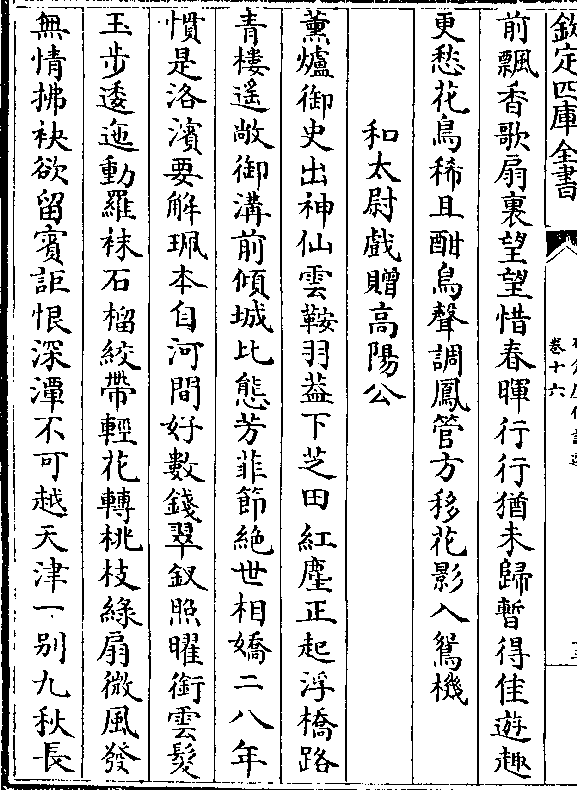 欽定四庫全書
卷十六
前飄香歌扇裏望望惜春暉行行猶未歸暫得佳遊趣
更愁花鳥稀且酣鳥聲調鳳管方移花影入鴛機
和太尉戲贈高陽公
薰爐御史出神仙雲鞍羽葢下芝田紅塵正起浮橋路
青樓遥敞御溝前傾城比態芳菲節絶世相嬌二八年
慣是洛濱要解珮本自河間好數錢翠釵照曜銜雲髮
玉步逶迤動羅袜石榴絞帶輕花轉桃枝綠扇微風發
無情拂袂欲留賓詎恨深潭不可越天津一别九秋長